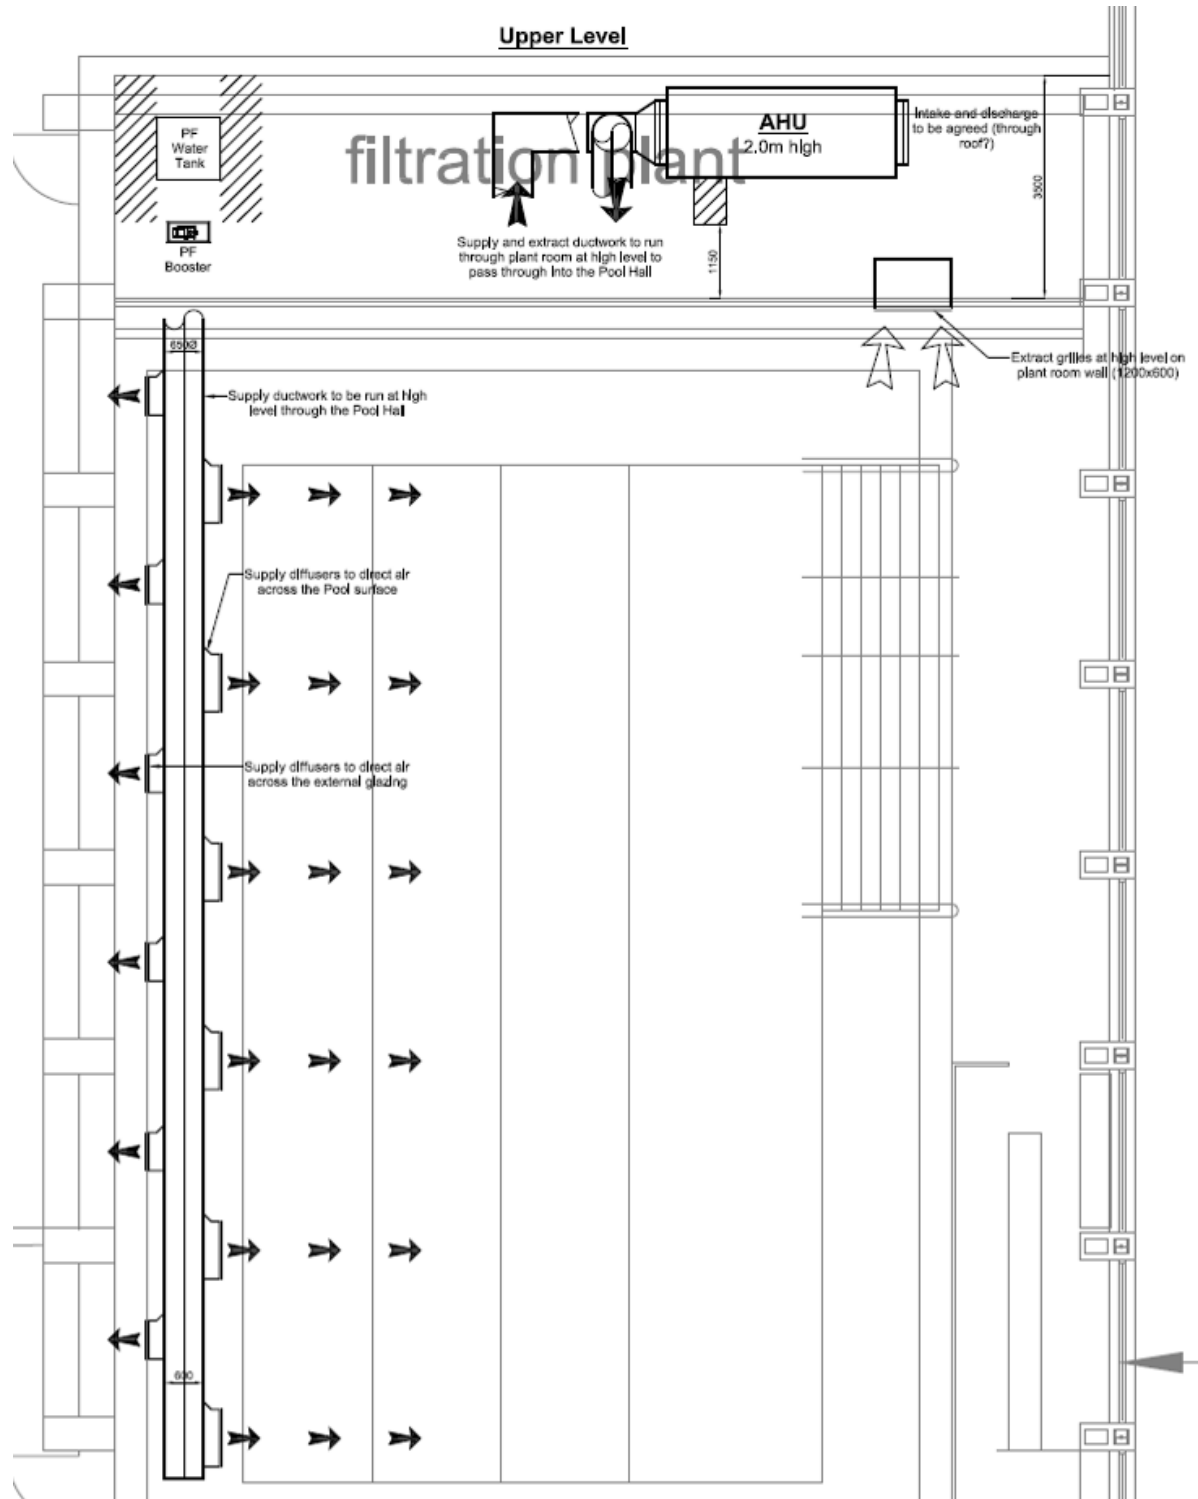 Upper Level
filtration plant
PF
Water
Tank
PF
Booster
AHU
2.0m high
Intake and discharge
to be agreed (through
roof?)
3500
Supply and extract ductwork to run
through plant room at high level to
pass through into the Pool Hall
1150
Extract grilles at high level on
plant room wall (1200x600)
650Ø
Supply ductwork to be run at high
level through the Pool Hall
Supply diffusers to direct air
across the Pool surface
Supply diffusers to direct air
across the external glazing
600